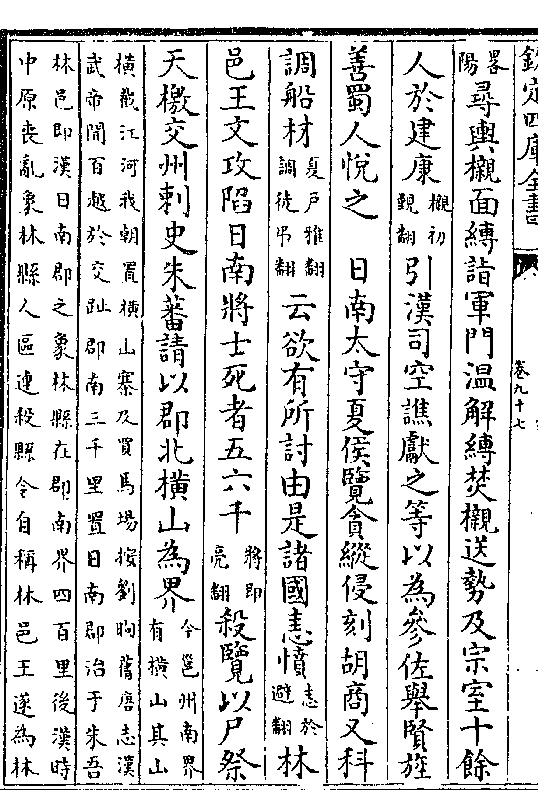 欽定四庫全書
卷九十七
畧陽尋輿櫬面縛詣軍門温解縛焚櫬送勢及宗室十餘
人於建康櫬初覲翻引漢司空譙獻之等以為參佐舉賢旌
善蜀人悦之　日南太守夏侯覽貪縱侵刻胡商又科
調船材夏戸雅翻調徒弔翻云欲有所討由是諸國恚憤恚於避翻林
邑王文攻陷日南將士死者五六千將即亮翻殺覽以尸祭
天檄交州刺史朱蕃請以郡北橫山為界今邕州南界有橫山其山
橫截江河我朝置橫山寨及買馬場按劉昫舊唐志漢
武帝開百越於交趾郡南三千里置日南郡治于朱吾
林邑即漢日南郡之象林縣在郡南界四百里後漢時
中原喪亂象林縣人區連殺縣令自稱林邑王遂為林